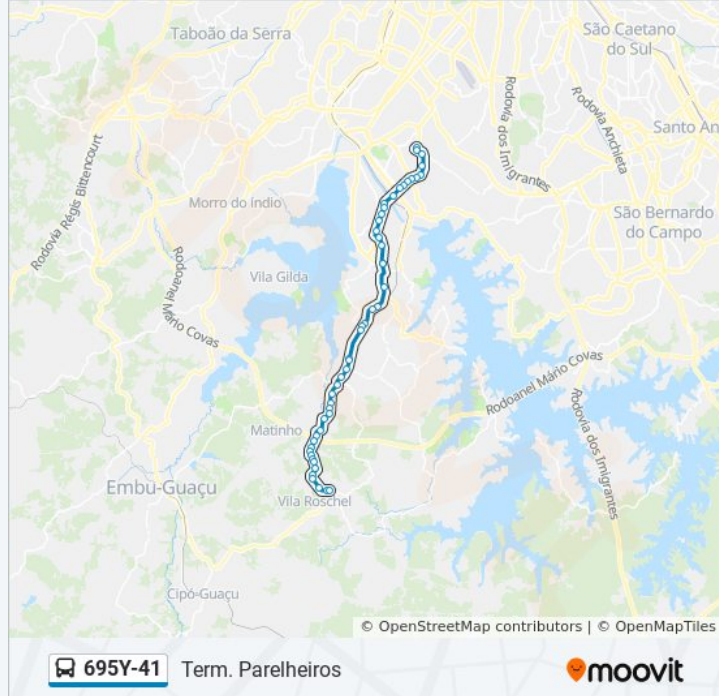 Taboão da Serra
São Caetano
do Sul
Rodovia dos Imigrantes
Rodovia Anchieta
Santo An
Rodovia Régis Bittencourt
Morro do índio
São Bernardo
do Campo
Vila Gilda
Rodoanel Mário Covas
Rodoanel Mário Covas
Rodovia dos Imigrantes
Matinho
Embu-Guaçu
Vila Roschel
Cipó-Guaçu
© OpenStreetMap contributors | © OpenMapTiles
695Y-41 Term. Parelheiros moovit